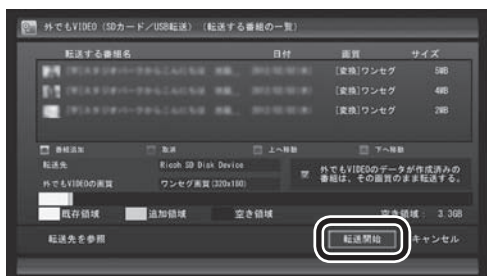 外でもVIDEO（SDカード/USB転送）（転送する番組の一覧）
転送する番組名 日付 画質 サイズ
[変換]ワンセグ 5MB
[変換]ワンセグ 4MB
[変換]ワンセグ 2MB
番組追加 取消 上へ移動 下へ移動
転送先 Ricoh SD Disk Device
外でもVIDEOの画質 ワンセグ画質(320x180)
外でもVIDEOのデータが作成済みの
番組は、その画質のまま転送する。
既存領域 追加領域 空き領域 空き領域： 3.3GB
転送先を参照 転送開始 キャンセル